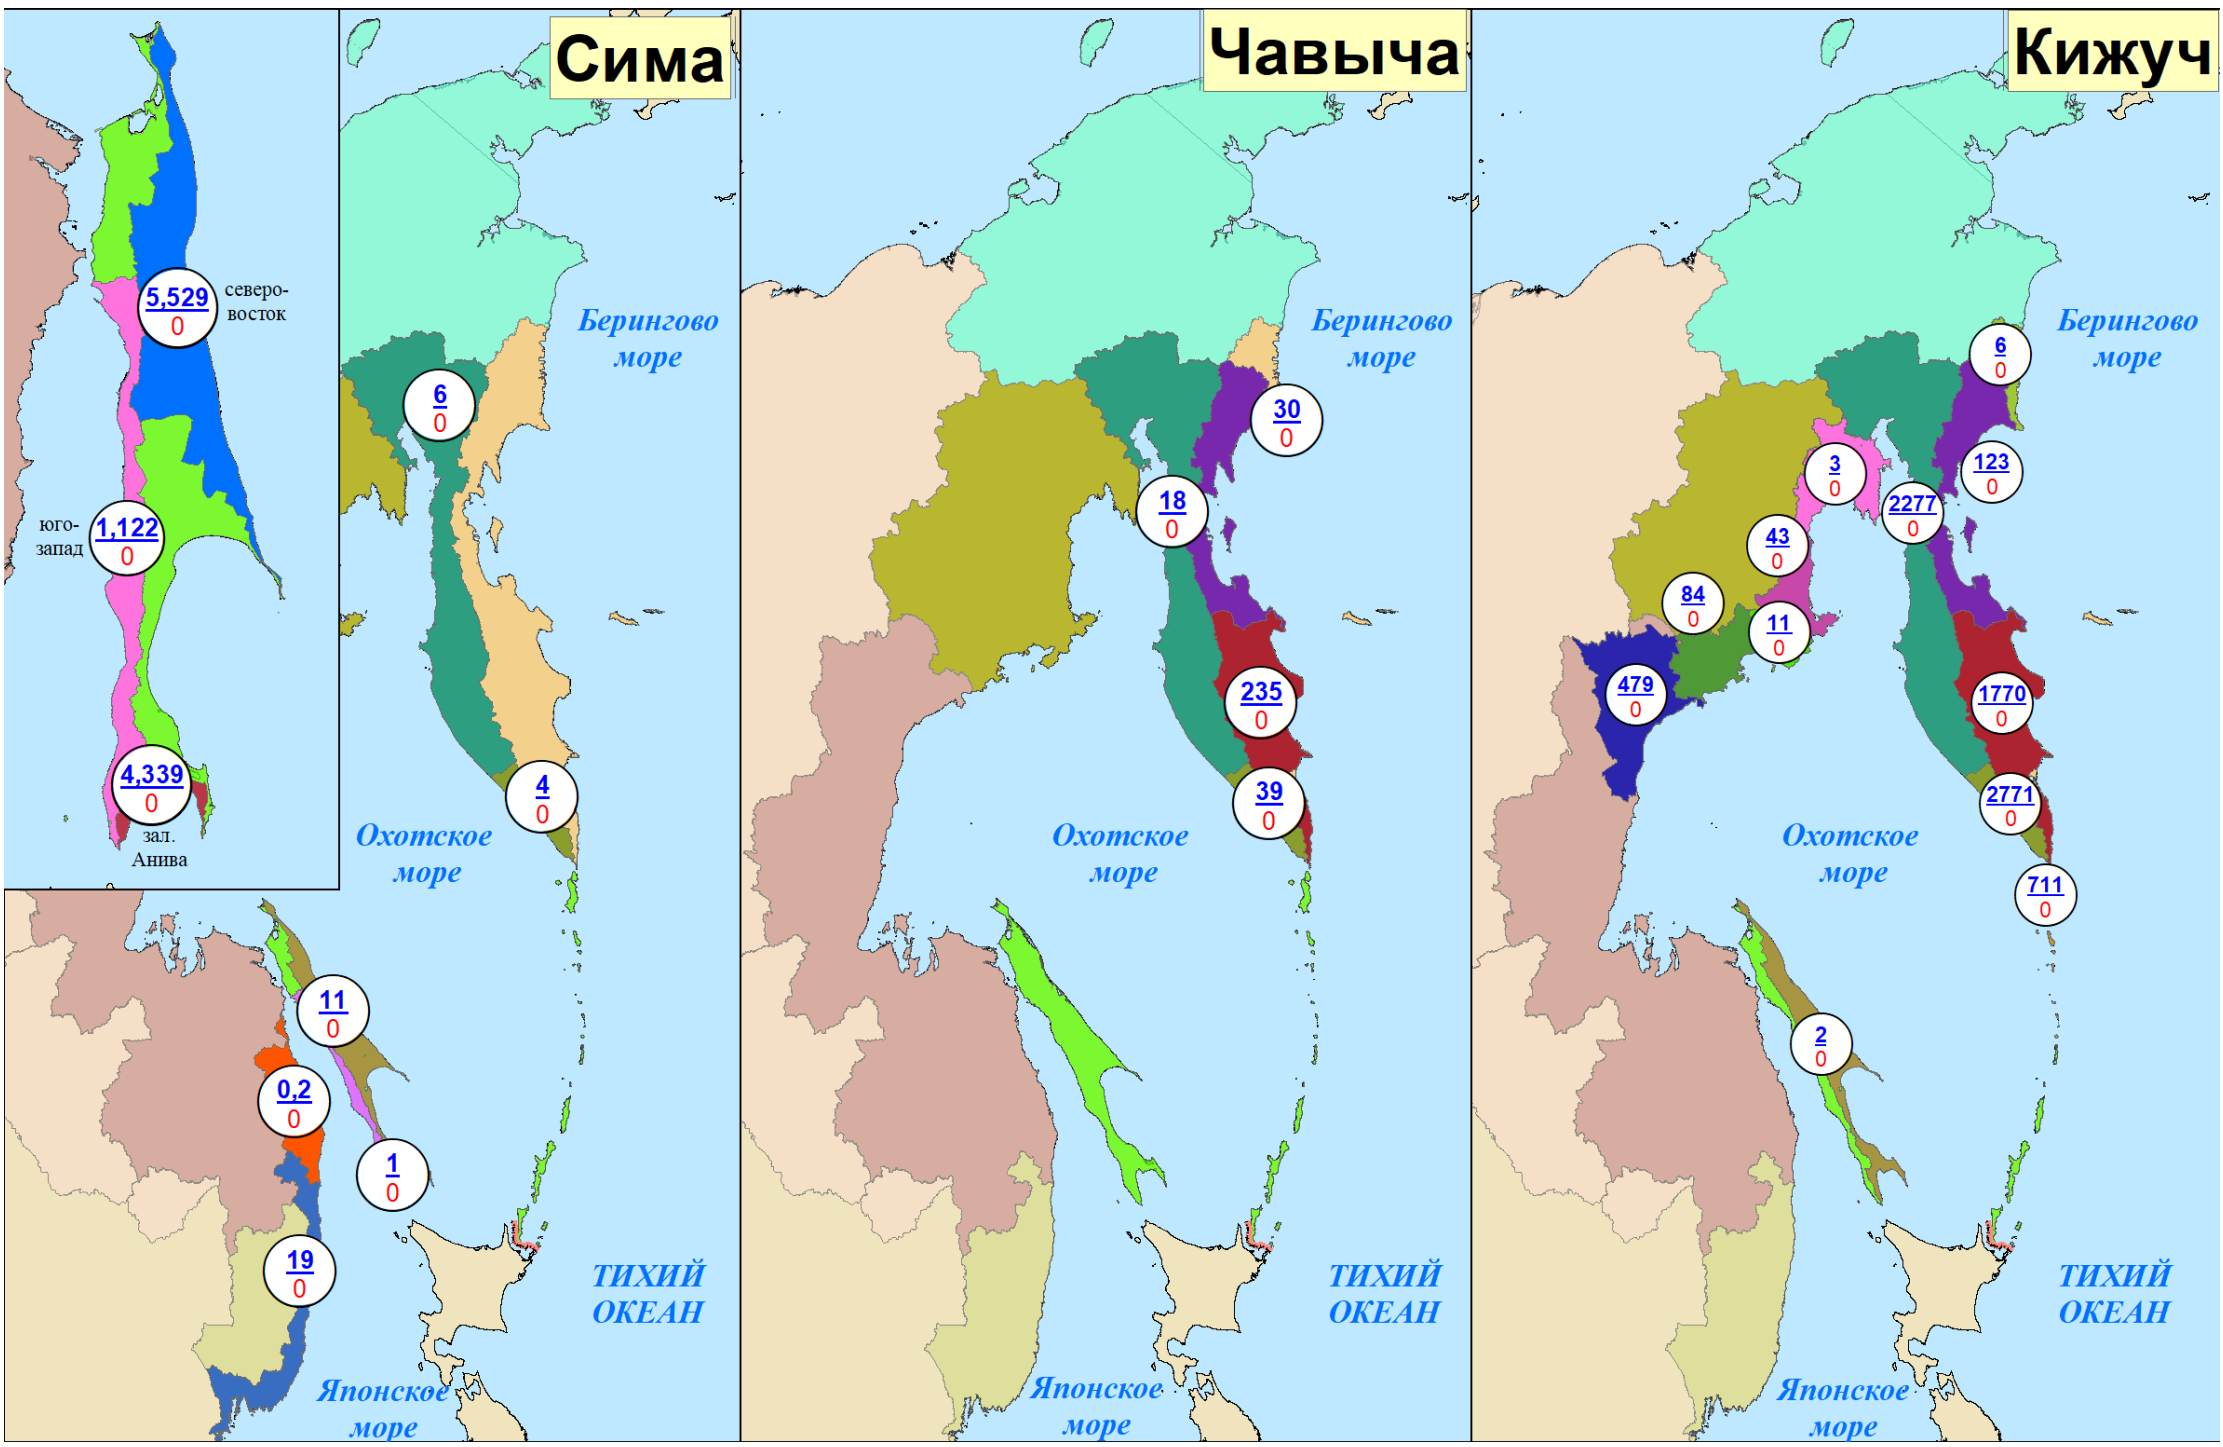 Сима
5,529
0
северо-
восток
юго-
запад
1,122
0
4,339
0
зал.
Анива
6
0
Берингово
море
4
0
Охотское
море
11
0
0,2
0
1
0
19
0
ТИХИЙ
ОКЕАН
Японское
море
Чавыча
Берингово
море
30
0
18
0
235
0
39
0
Охотское
море
ТИХИЙ
ОКЕАН
Японское
море
Кижуч
Берингово
море
6
0
123
0
3
0
2277
0
43
0
84
0
11
0
479
0
1770
0
2771
0
Охотское
море
711
0
2
0
ТИХИЙ
ОКЕАН
Японское
море